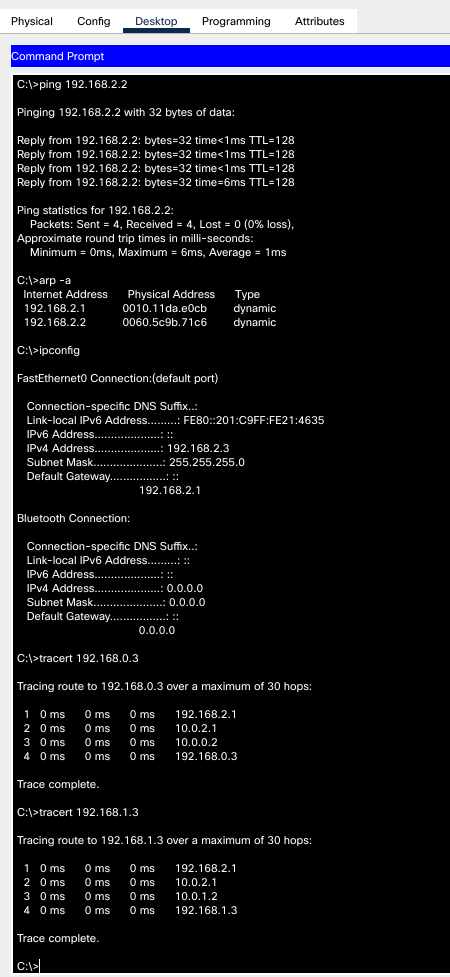 Physical Config Desktop Programming Attributes
Command Prompt
C:\>ping 192.168.2.2
Pinging 192.168.2.2 with 32 bytes of data:
Reply from 192.168.2.2: bytes=32 time<1ms TTL=128
Reply from 192.168.2.2: bytes=32 time<1ms TTL=128
Reply from 192.168.2.2: bytes=32 time<1ms TTL=128
Reply from 192.168.2.2: bytes=32 time=6ms TTL=128
Ping statistics for 192.168.2.2:
Packets: Sent = 4, Received = 4, Lost = 0 (0% loss),
Approximate round trip times in milli-seconds:
Minimum = 0ms, Maximum = 6ms, Average = 1ms
C:\>arp -a
Internet Address Physical Address Type
192.168.2.1 0010.11da.e0cb dynamic
192.168.2.2 0060.5c9b.71c6 dynamic
C:\>ipconfig
FastEthernet0 Connection:(default port)
Connection-specific DNS Suffix..:
Link-local IPv6 Address.........: FE80::201:C9FF:FE21:4635
IPv6 Address....................: ::
IPv4 Address....................: 192.168.2.3
Subnet Mask.....................: 255.255.255.0
Default Gateway.................: ::
192.168.2.1
Bluetooth Connection:
Connection-specific DNS Suffix..:
Link-local IPv6 Address.........: ::
IPv6 Address....................: ::
IPv4 Address....................: 0.0.0.0
Subnet Mask.....................: 0.0.0.0
Default Gateway.................: ::
0.0.0.0
C:\>tracert 192.168.0.3
Tracing route to 192.168.0.3 over a maximum of 30 hops:
1 0 ms 0 ms 0 ms 192.168.2.1
2 0 ms 0 ms 0 ms 10.0.2.1
3 0 ms 0 ms 0 ms 10.0.0.2
4 0 ms 0 ms 0 ms 192.168.0.3
Trace complete.
C:\>tracert 192.168.1.3
Tracing route to 192.168.1.3 over a maximum of 30 hops:
1 0 ms 0 ms 0 ms 192.168.2.1
2 0 ms 0 ms 0 ms 10.0.2.1
3 0 ms 0 ms 0 ms 10.0.1.2
4 0 ms 0 ms 0 ms 192.168.1.3
Trace complete.
C:\>